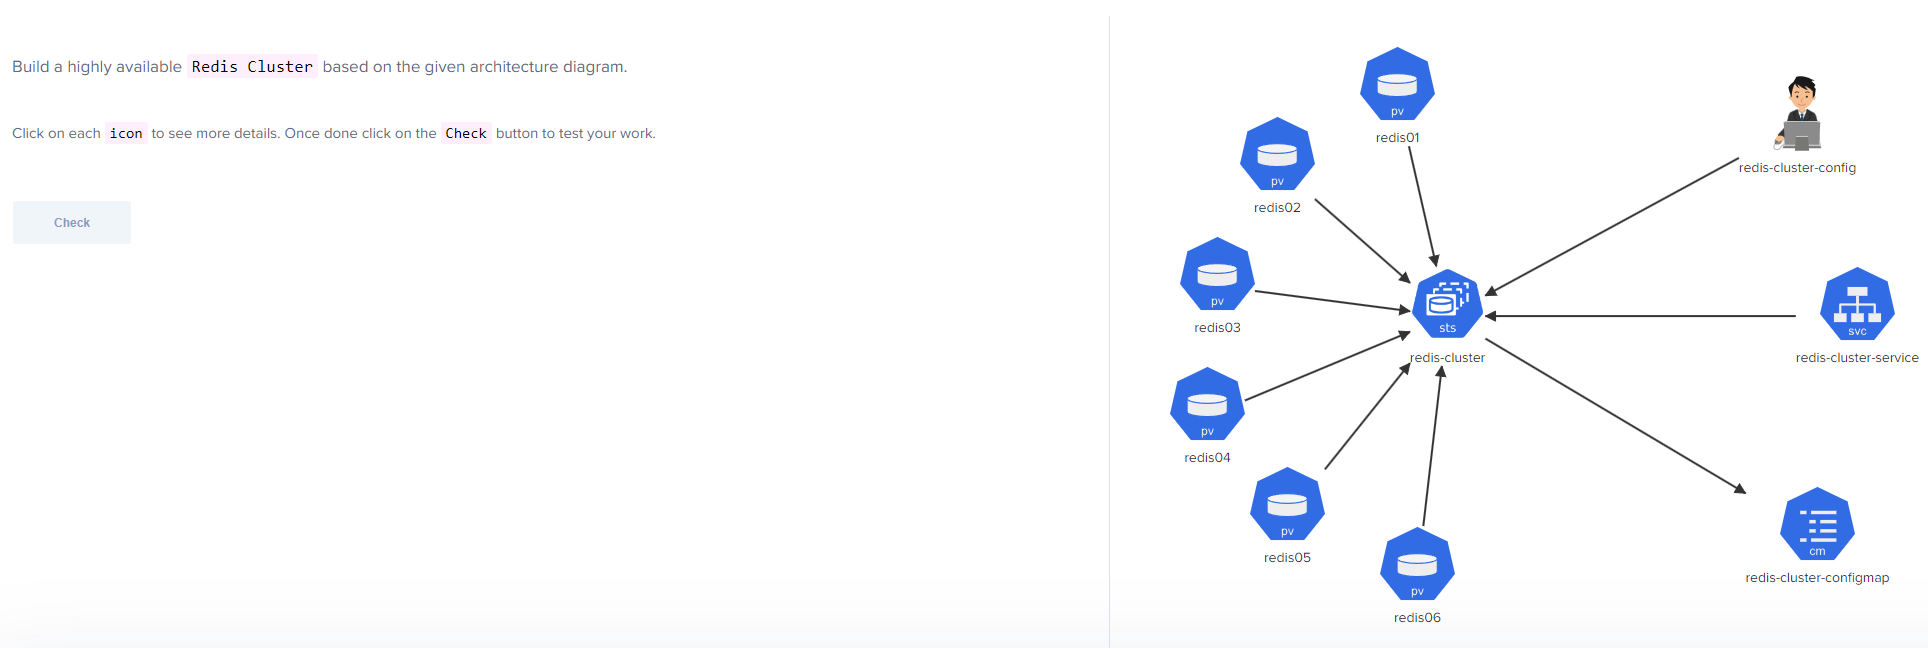 Build a highly available Redis Cluster based on the given architecture diagram.
Click on each icon to see more details. Once done click on the Check button to test your work.
Check
pv
redis01
pv
redis02
pv
redis03
pv
redis04
pv
redis05
pv
redis06
sts
redis-cluster
redis-cluster-config
svc
redis-cluster-service
cm
redis-cluster-configmap